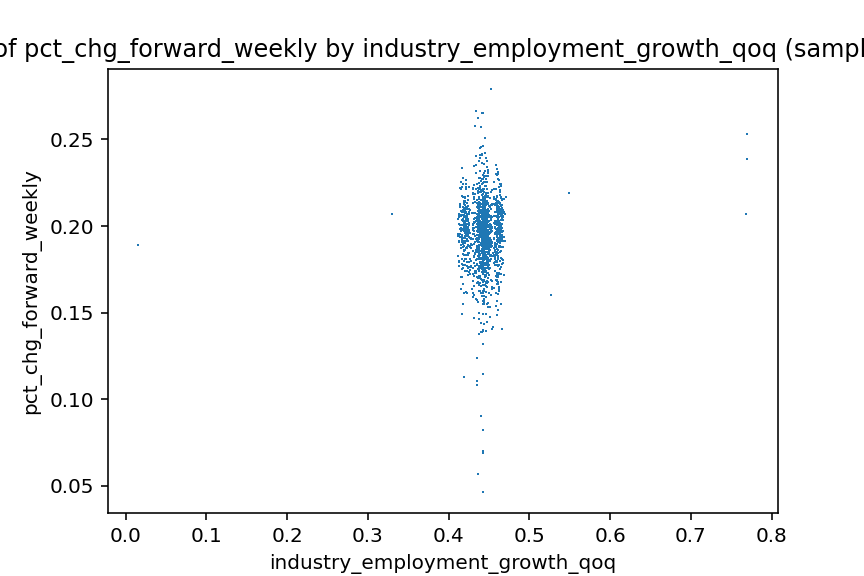 of pct_chg_forward_weekly by industry_employment_growth_qoq (sampl
0.25
0.20
0.15
0.10
0.05
pct_chg_forward_weekly
0.0 0.1 0.2 0.3 0.4 0.5 0.6 0.7 0.8
industry_employment_growth_qoq